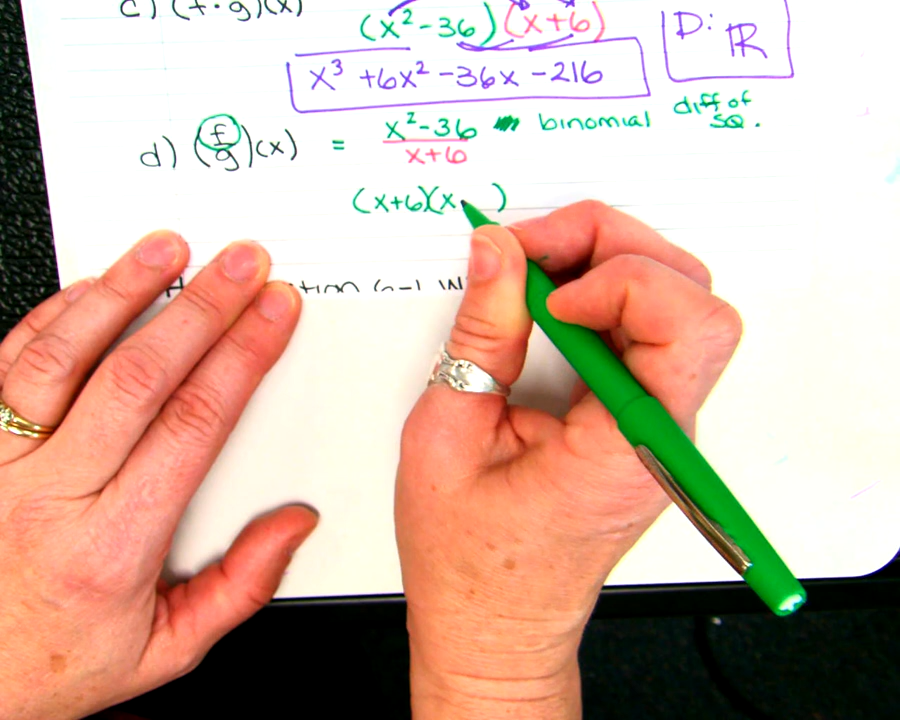 c) (f · g)(x)
(x²-36)(x+6)
D: ℝ
x³ +6x² -36x -216
d) (f/g)(x) = x²-36 / x+6 binomial diff of SQ.
(x+6)(x )